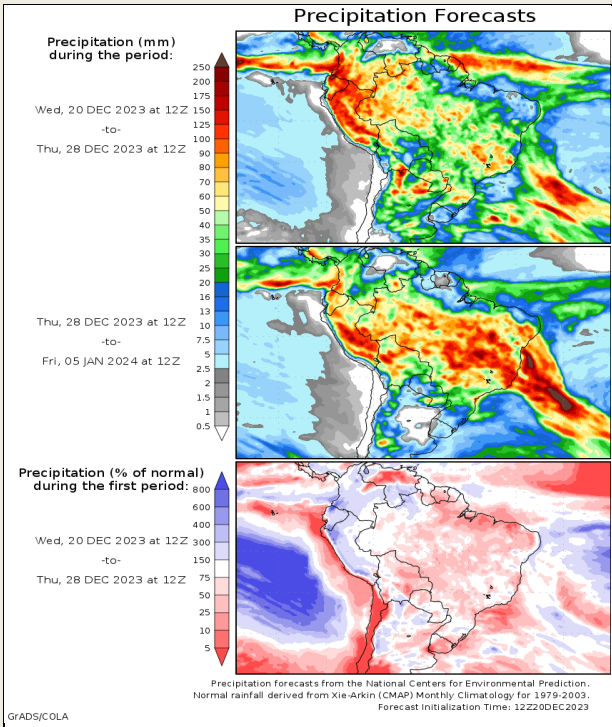 Precipitation Forecasts
Precipitation (mm)
during the period:
Wed, 20 DEC 2023 at 12Z
-to-
Thu, 28 DEC 2023 at 12Z
250
200
175
150
125
100
90
80
70
60
50
40
35
30
25
20
16
13
10
7.5
5
2.5
2
1.5
1
0.5
Thu, 28 DEC 2023 at 12Z
-to-
Fri, 05 JAN 2024 at 12Z
Precipitation (% of normal)
during the first period:
Wed, 20 DEC 2023 at 12Z
-to-
Thu, 28 DEC 2023 at 12Z
800
600
400
300
150
75
50
25
10
5
Precipitation forecasts from the National Centers for Environmental Prediction.
Normal rainfall derived from Xie-Arkin (CMAP) Monthly Climatology for 1979-2003.
Forecast Initialization Time: 12Z20DEC2023
GrADS/COLA